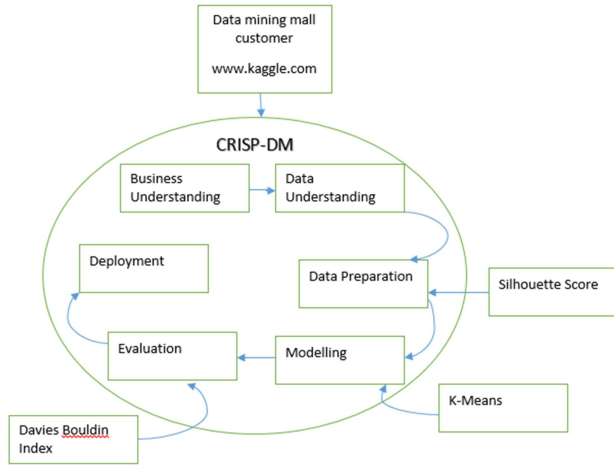 Data mining mall
customer
www.kaggle.com
CRISP-DM
Business
Understanding
Data
Understanding
Deployment
Data Preparation
Silhouette Score
Evaluation
Modelling
K-Means
Davies Bouldin
Index